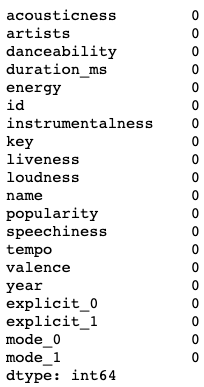 acousticness 0
artists 0
danceability 0
duration_ms 0
energy 0
id 0
instrumentalness 0
key 0
liveness 0
loudness 0
name 0
popularity 0
speechiness 0
tempo 0
valence 0
year 0
explicit_0 0
explicit_1 0
mode_0 0
mode_1 0
dtype: int64